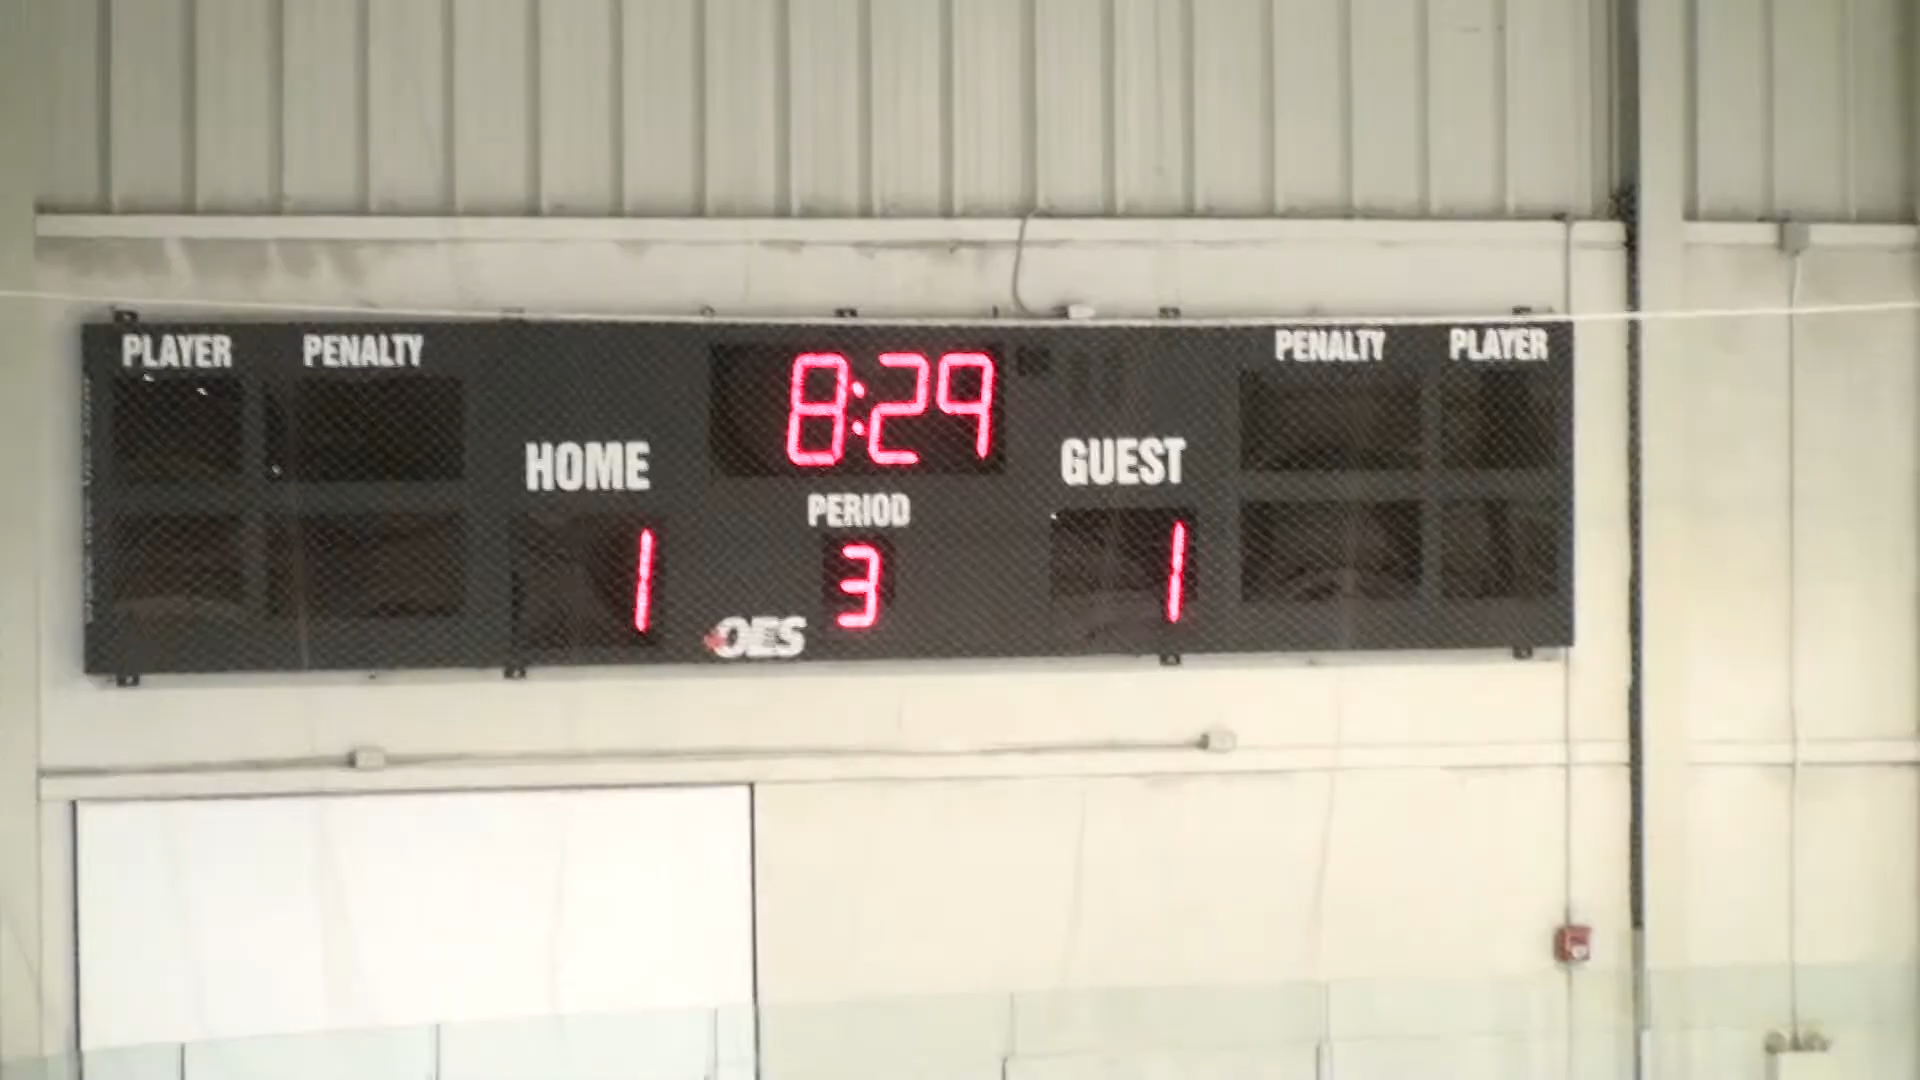 PLAYER PENALTY 8:29 PENALTY PLAYER
HOME GUEST
PERIOD
1 3 1
OES